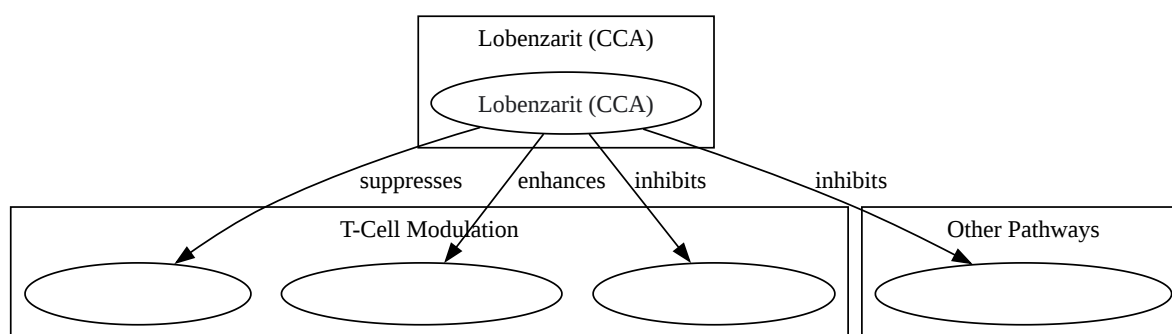 Lobenzarit (CCA)
Lobenzarit (CCA)
suppresses
enhances
inhibits
inhibits
T-Cell Modulation
Other Pathways